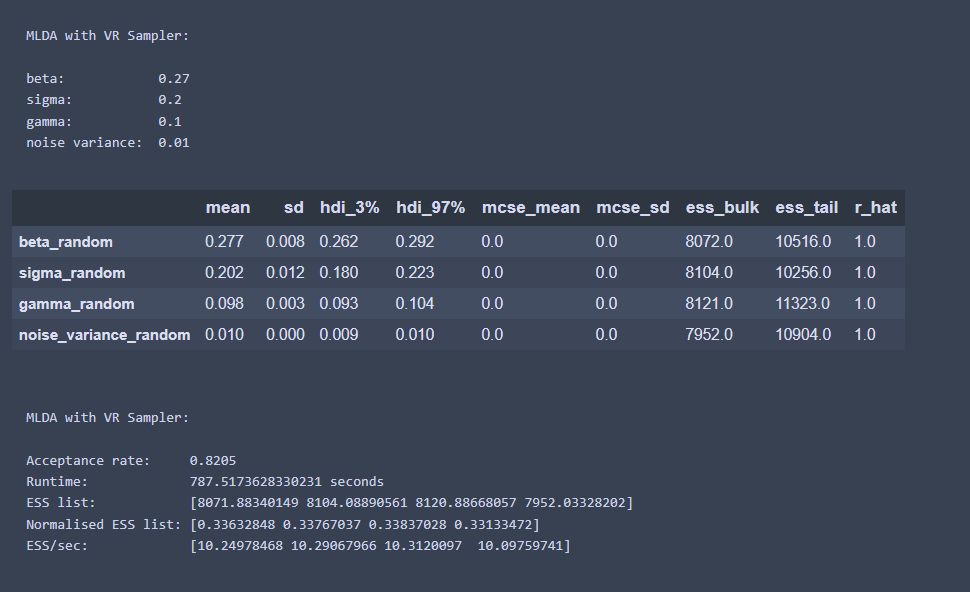 MLDA with VR Sampler:
beta: 0.27
sigma: 0.2
gamma: 0.1
noise variance: 0.01
mean sd hdi_3% hdi_97% mcse_mean mcse_sd ess_bulk ess_tail r_hat
beta_random 0.277 0.008 0.262 0.292 0.0 0.0 8072.0 10516.0 1.0
sigma_random 0.202 0.012 0.180 0.223 0.0 0.0 8104.0 10256.0 1.0
gamma_random 0.098 0.003 0.093 0.104 0.0 0.0 8121.0 11323.0 1.0
noise_variance_random 0.010 0.000 0.009 0.010 0.0 0.0 7952.0 10904.0 1.0
MLDA with VR Sampler:
Acceptance rate: 0.8205
Runtime: 787.5173628330231 seconds
ESS list: [8071.88340149 8104.08890561 8120.88668057 7952.03328202]
Normalised ESS list: [0.33632848 0.33767037 0.33837028 0.33133472]
ESS/sec: [10.24978468 10.29067966 10.3120097 10.09759741]